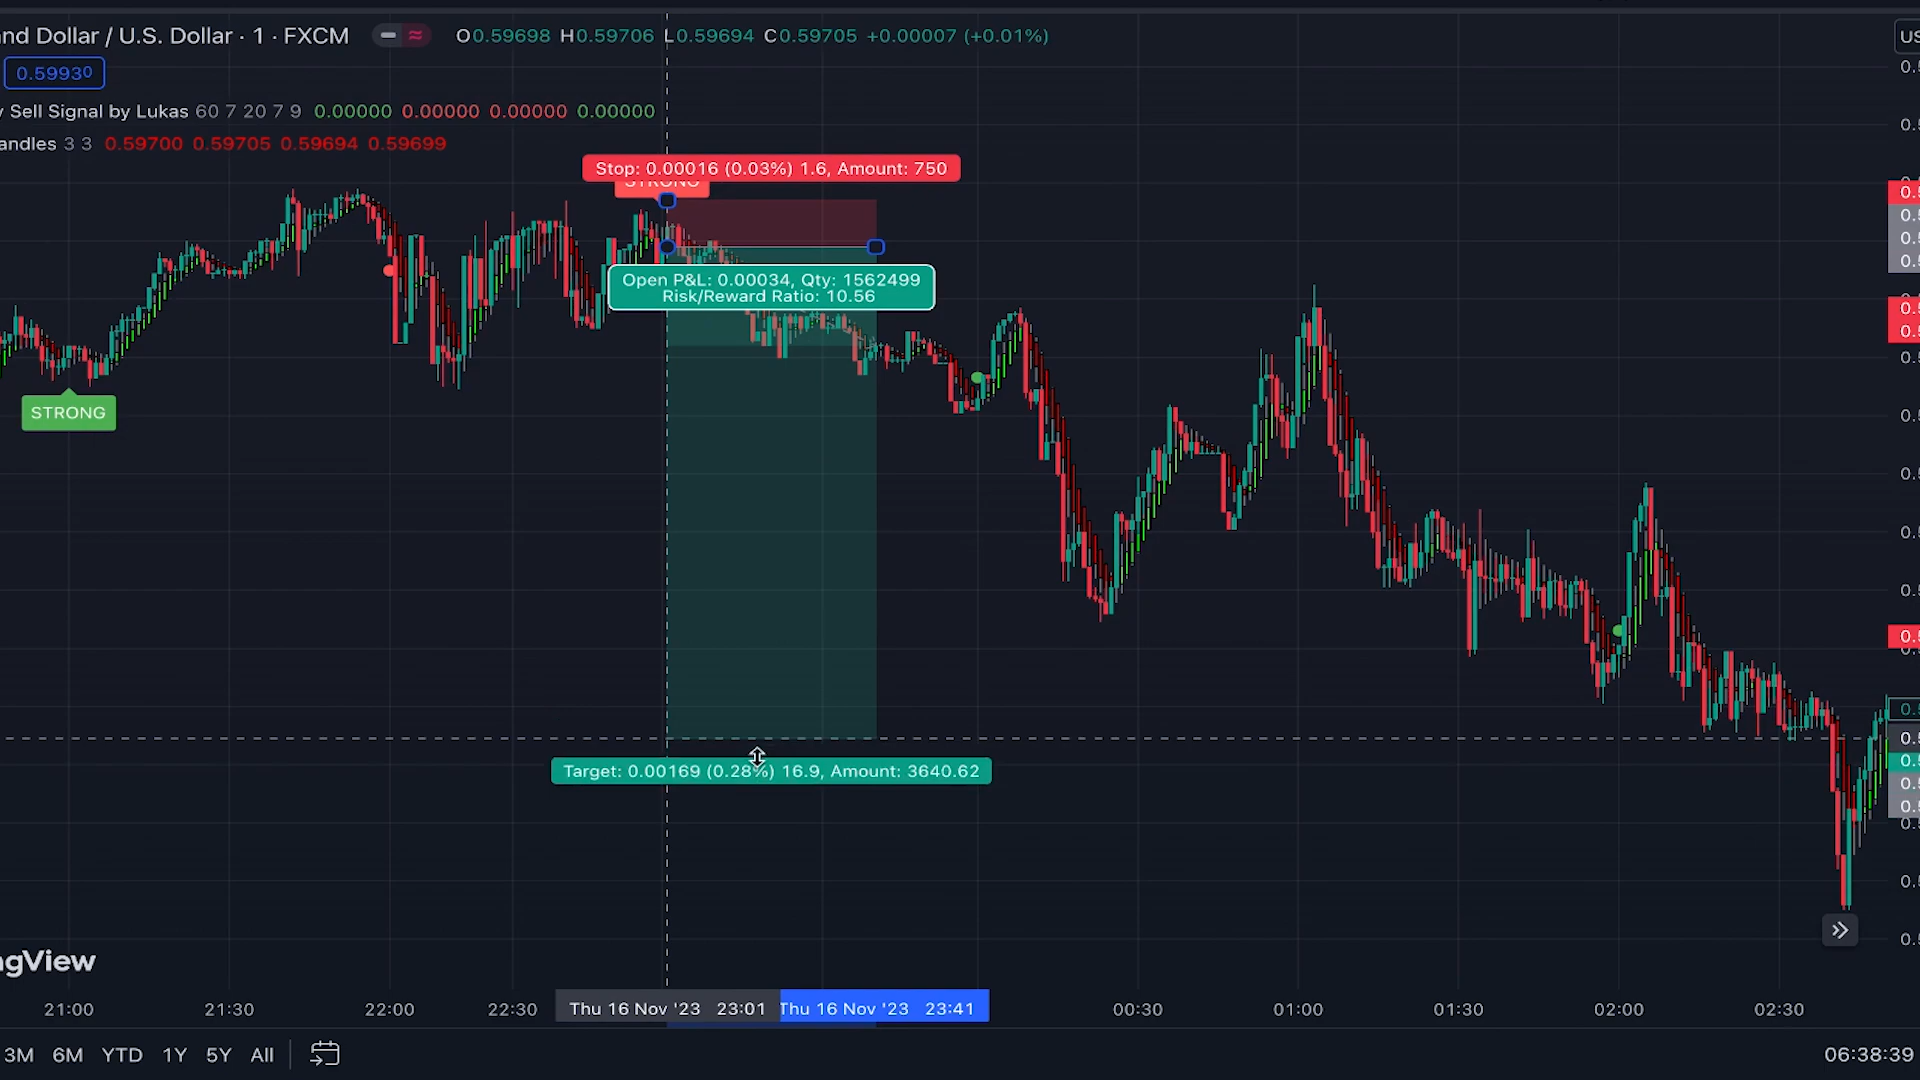 nd Dollar / U.S. Dollar · 1 · FXCM O0.59698 H0.59706 L0.59694 C0.59705 +0.00007 (+0.01%)
0.59930
Sell Signal by Lukas 60 7 20 7 9 0.00000 0.00000 0.00000 0.00000
andles 3 3 0.59700 0.59705 0.59694 0.59699
Stop: 0.00016 (0.03%) 1.6, Amount: 750
STRONG
Open P&L: 0.00034, Qty: 1562499
Risk/Reward Ratio: 10.56
STRONG
Target: 0.00169 (0.28%) 16.9, Amount: 3640.62
gView
21:00 21:30 22:00 22:30 Thu 16 Nov '23 23:01 Thu 16 Nov '23 23:41 00:30 01:00 01:30 02:00 02:30
3M 6M YTD 1Y 5Y All 06:38:39